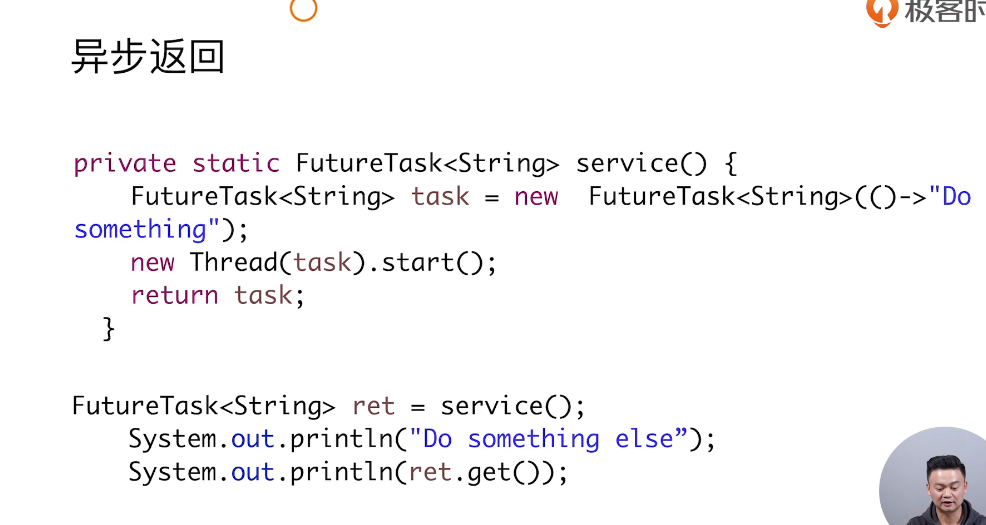 极客时
异步返回
private static FutureTask<String> service() {
FutureTask<String> task = new  FutureTask<String>(()->"Do
something");
new Thread(task).start();
return task;
}
FutureTask<String> ret = service();
System.out.println("Do something else”);
System.out.println(ret.get());